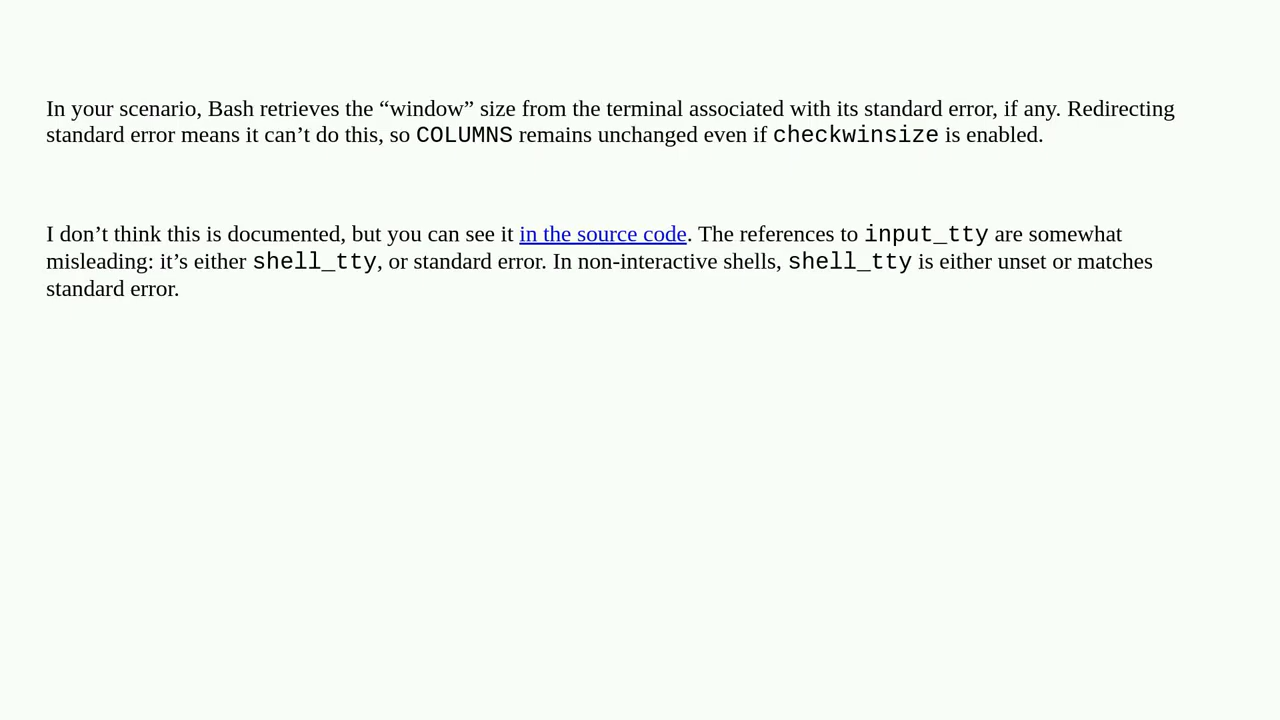 In your scenario, Bash retrieves the “window” size from the terminal associated with its standard error, if any. Redirecting
standard error means it can’t do this, so COLUMNS remains unchanged even if checkwinsize is enabled.
I don’t think this is documented, but you can see it in the source code. The references to input_tty are somewhat
misleading: it’s either shell_tty, or standard error. In non-interactive shells, shell_tty is either unset or matches
standard error.